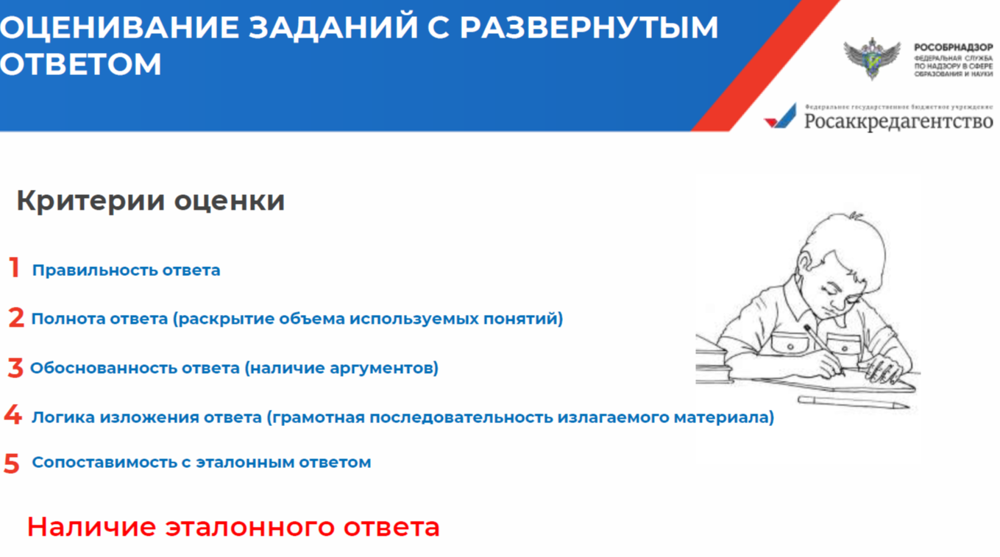 ОЦЕНИВАНИЕ ЗАДАНИЙ С РАЗВЕРНУТЫМ
ОТВЕТОМ
РОСОБРНАДЗОР
ФЕДЕРАЛЬНАЯ СЛУЖБА
ПО НАДЗОРУ В СФЕРЕ
ОБРАЗОВАНИЯ И НАУКИ
Федеральное государственное бюджетное учреждение
Росаккредагентство
Критерии оценки
1 Правильность ответа
2 Полнота ответа (раскрытие объема используемых понятий)
3 Обоснованность ответа (наличие аргументов)
4 Логика изложения ответа (грамотная последовательность излагаемого материала)
5 Сопоставимость с эталонным ответом
Наличие эталонного ответа